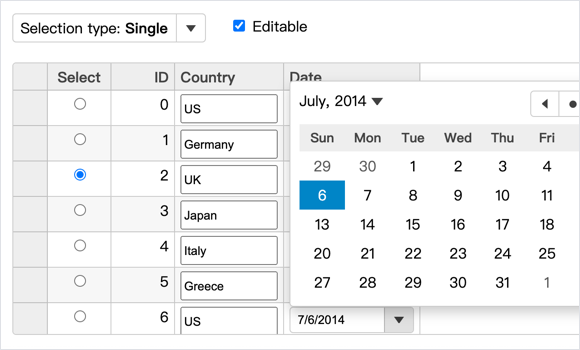 Selection type: Single
Editable
Select ID Country Date
0 US
1 Germany
2 UK
3 Japan
4 Italy
5 Greece
6 US 7/6/2014
July, 2014
Sun Mon Tue Wed Thu Fri
29 30 1 2 3 4
6 7 8 9 10 11
13 14 15 16 17 18
20 21 22 23 24 25
27 28 29 30 31 1